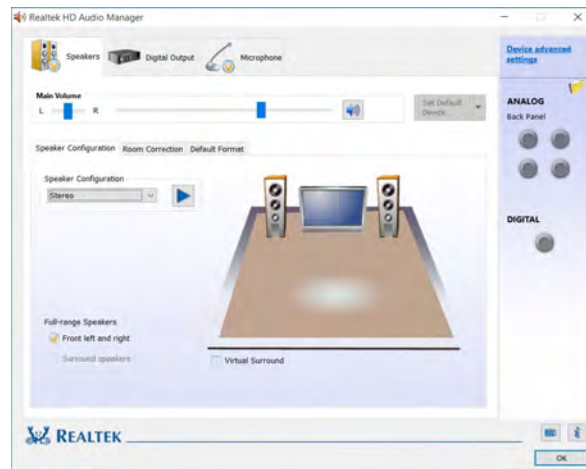 Realtek HD Audio Manager
Speakers
Digital Output
Microphone
Device advanced
settings
Main Volume
L
R
Set Default
Device
ANALOG
Back Panel
Speaker Configuration
Room Correction
Default Format
Speaker Configuration
Stereo
DIGITAL
Full-range Speakers
Front left and right
Surround speakers
Virtual Surround
REALTEK
OK